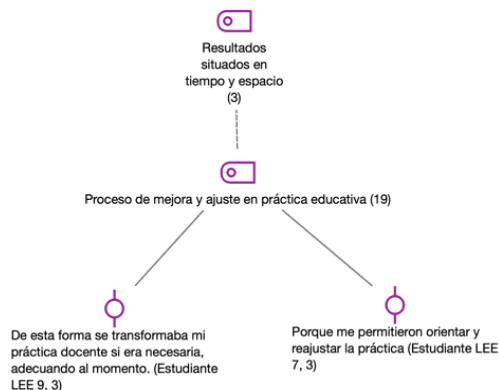 Resultados
situados en
tiempo y espacio
(3)
Proceso de mejora y ajuste en práctica educativa (19)
De esta forma se transformaba mi
práctica docente si era necesaria,
adecuando al momento. (Estudiante
LEE 9, 3)
Porque me permitieron orientar y
reajustar la práctica (Estudiante LEE
7, 3)